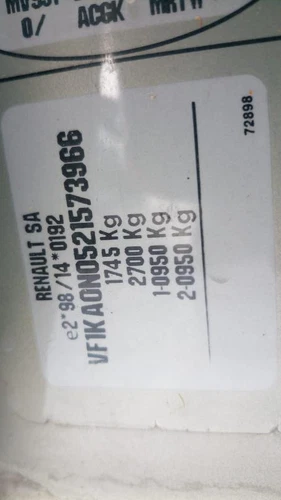 0/ ACGK
RENAULT SA
e2*98/14*0192
VF1KA0N0521573966
1745 Kg
2700 Kg
1-0950 Kg
2-0950 Kg
72898